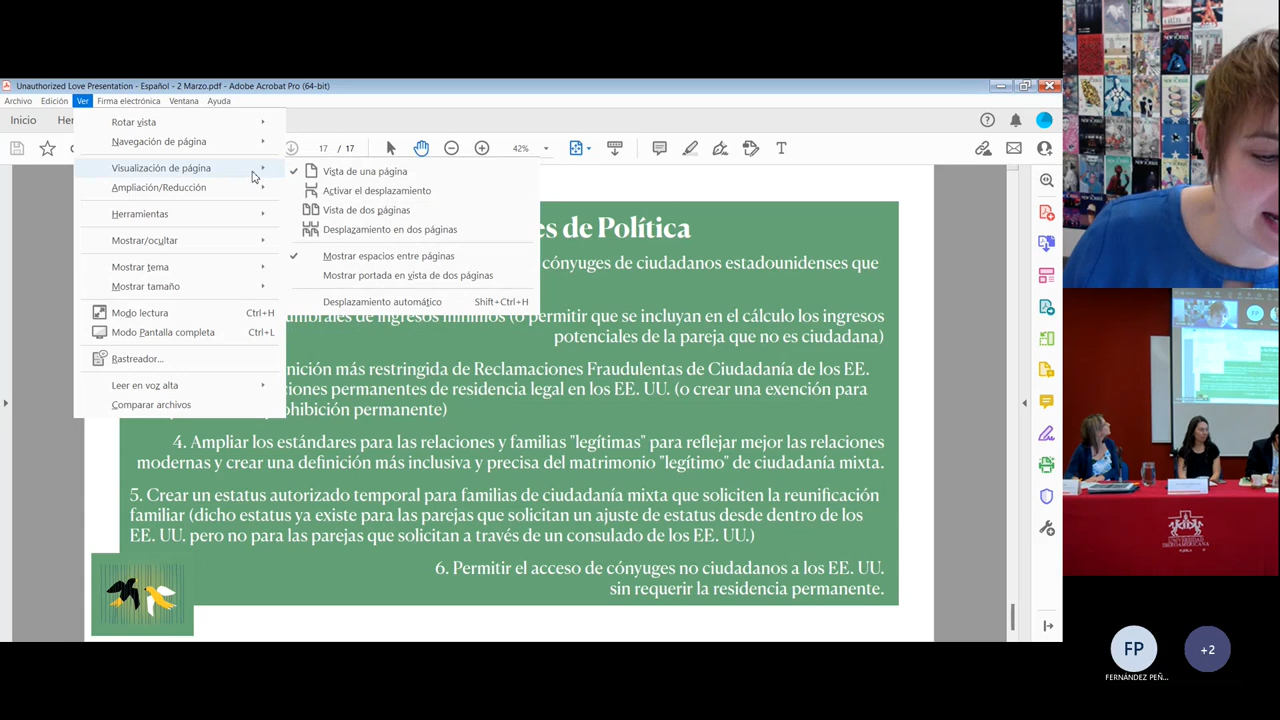 Unauthorized Love Presentation - Español - 2 Marzo.pdf - Adobe Acrobat Pro (64-bit)
Archivo Edición Ver Firma electrónica Ventana Ayuda
Inicio
17 / 17
42%
Rotar vista
Navegación de página
Visualización de página
Ampliación/Reducción
Herramientas
Mostrar/ocultar
Mostrar tema
Mostrar tamaño
Modo lectura Ctrl+H
Modo Pantalla completa Ctrl+L
Rastreador...
Leer en voz alta
Comparar archivos
Vista de una página
Activar el desplazamiento
Vista de dos páginas
Desplazamiento en dos páginas
Mostrar espacios entre páginas
Mostrar portada en vista de dos páginas
Desplazamiento automático Shift+Ctrl+H
es de Política
cónyuges de ciudadanos estadounidenses que
de ingresos mínimos (o permitir que se incluyan en el cálculo los ingresos
potenciales de la pareja que no es ciudadana)
más restringida de Reclamaciones Fraudulentas de Ciudadanía de los EE.
permanentes de residencia legal en los EE. UU. (o crear una exención para
permanente)
4. Ampliar los estándares para las relaciones y familias "legítimas" para reflejar mejor las relaciones
modernas y crear una definición más inclusiva y precisa del matrimonio "legítimo" de ciudadanía mixta.
5. Crear un estatus autorizado temporal para familias de ciudadanía mixta que soliciten la reunificación
familiar (dicho estatus ya existe para las parejas que solicitan un ajuste de estatus desde dentro de los
EE. UU. pero no para las parejas que solicitan a través de un consulado de los EE. UU.)
6. Permitir el acceso de cónyuges no ciudadanos a los EE. UU.
sin requerir la residencia permanente.
UNIVERSIDAD
IBEROAMERICANA
PUEBLA
FP
+2
FERNÁNDEZ PEÑ...